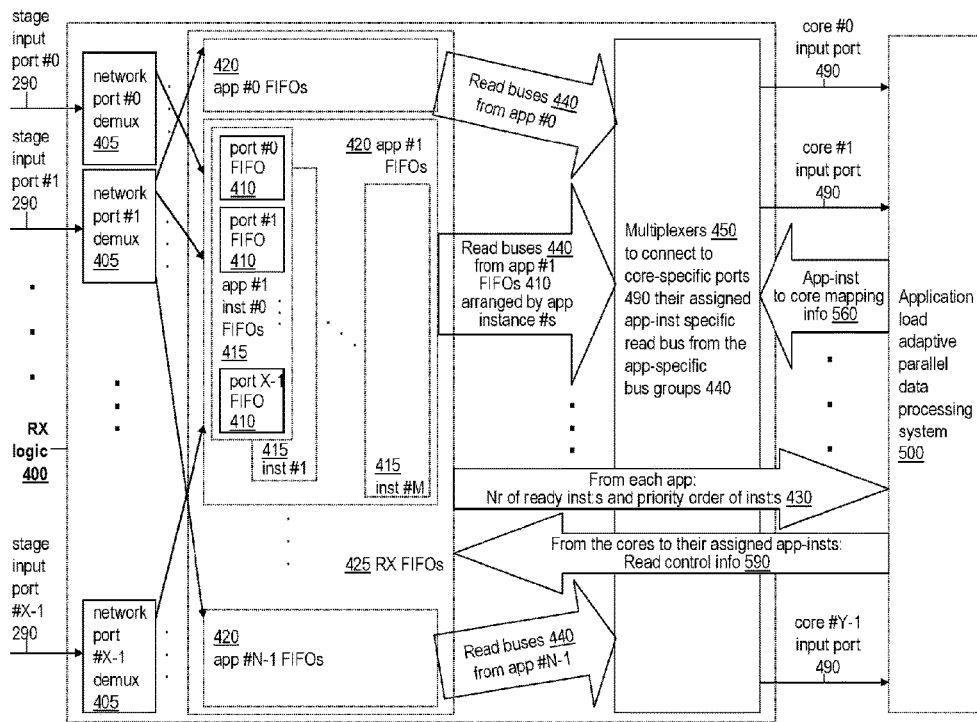 stage
input
port #0
290
network
port #0
demux
405
stage
input
port #1
290
network
port #1
demux
405
RX
logic
400
stage
input
port
#X-1
290
network
port
#X-1
demux
405
420
app #0 FIFOs
port #0
FIFO
410
port #1
FIFO
410
app #1
inst #0
FIFOs
415
port X-1
FIFO
410
415
inst #1
420 app #1
FIFOs
415
inst #M
425 RX FIFOs
420
app #N-1 FIFOs
Read buses 440
from app #0
Read buses 440
from app #1
FIFOs 410
arranged by app
instance #s
Multiplexers 450
to connect to
core-specific ports
490 their assigned
app-inst specific
read bus from the
app-specific
bus groups 440
From each app:
Nr of ready inst:s and priority order of inst:s 430
From the cores to their assigned app-insts:
Read control info 590
Read buses 440
from app #N-1
core #0
input port
490
core #1
input port
490
App-inst
to core mapping
info 560
core #Y-1
input port
490
Application
load
adaptive
parallel
data
processing
system
500